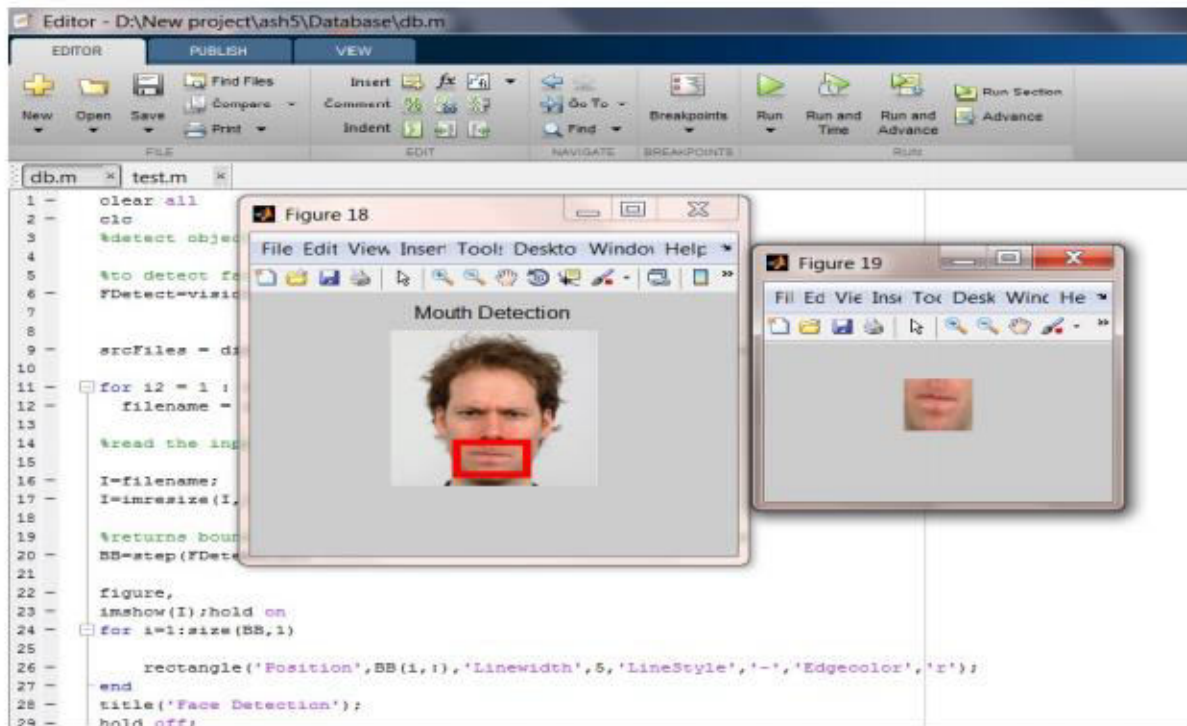 Editor - D:\New project\ash5\Database\db.m
EDITOR PUBLISH VIEW
New Open Save Find Files Compare Print
Insert fx Comment Indent
Go To Find
Breakpoints
Run Run and Time Run and Advance Run Section Advance
FILE EDIT NAVIGATE BREAKPOINTS RUN
db.m × test.m ×
1 - clear all
2 - clc
3 %detect objec
4
5 %to detect fa
6 - FDetect=visio
7
8
9 - srcFiles = di
10
11 - for i2 = 1 :
12 - filename =
13
14 %read the inp
15
16 - I=filename;
17 - I=imresize(I,
18
19 %returns boun
20 - BB=step(FDete
21
22 - figure,
23 - imshow(I);hold on
24 - for i=1:size(BB,1)
25
26 - rectangle('Position',BB(i,:),'Linewidth',5,'LineStyle','-','Edgecolor','r');
27 - end
28 - title('Face Detection');
29 - hold off;
Figure 18
File Edit View Inser Tools Deskto Windo Help
Mouth Detection
Figure 19
Fil Ed Vie Inse Too Desk Winc He